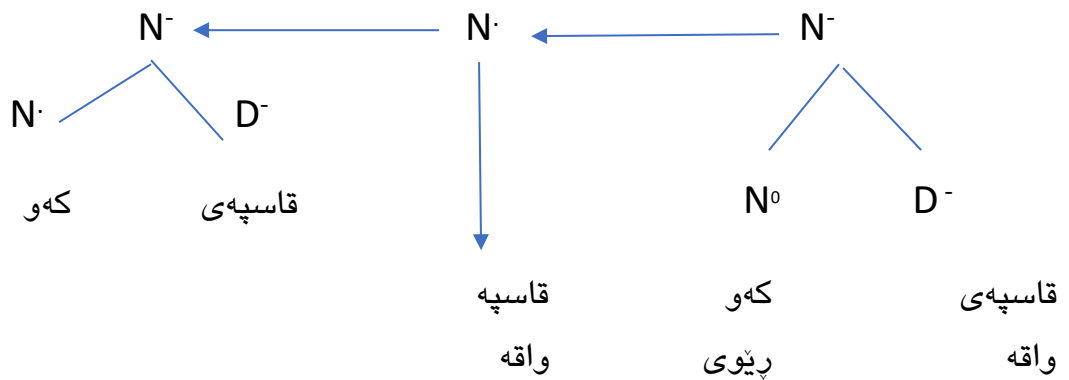 N- N· N-
N· D-
قاسپەی کەو
N⁰ D -
قاسپەی کەو قاسپە
واقە ڕێوی واقە